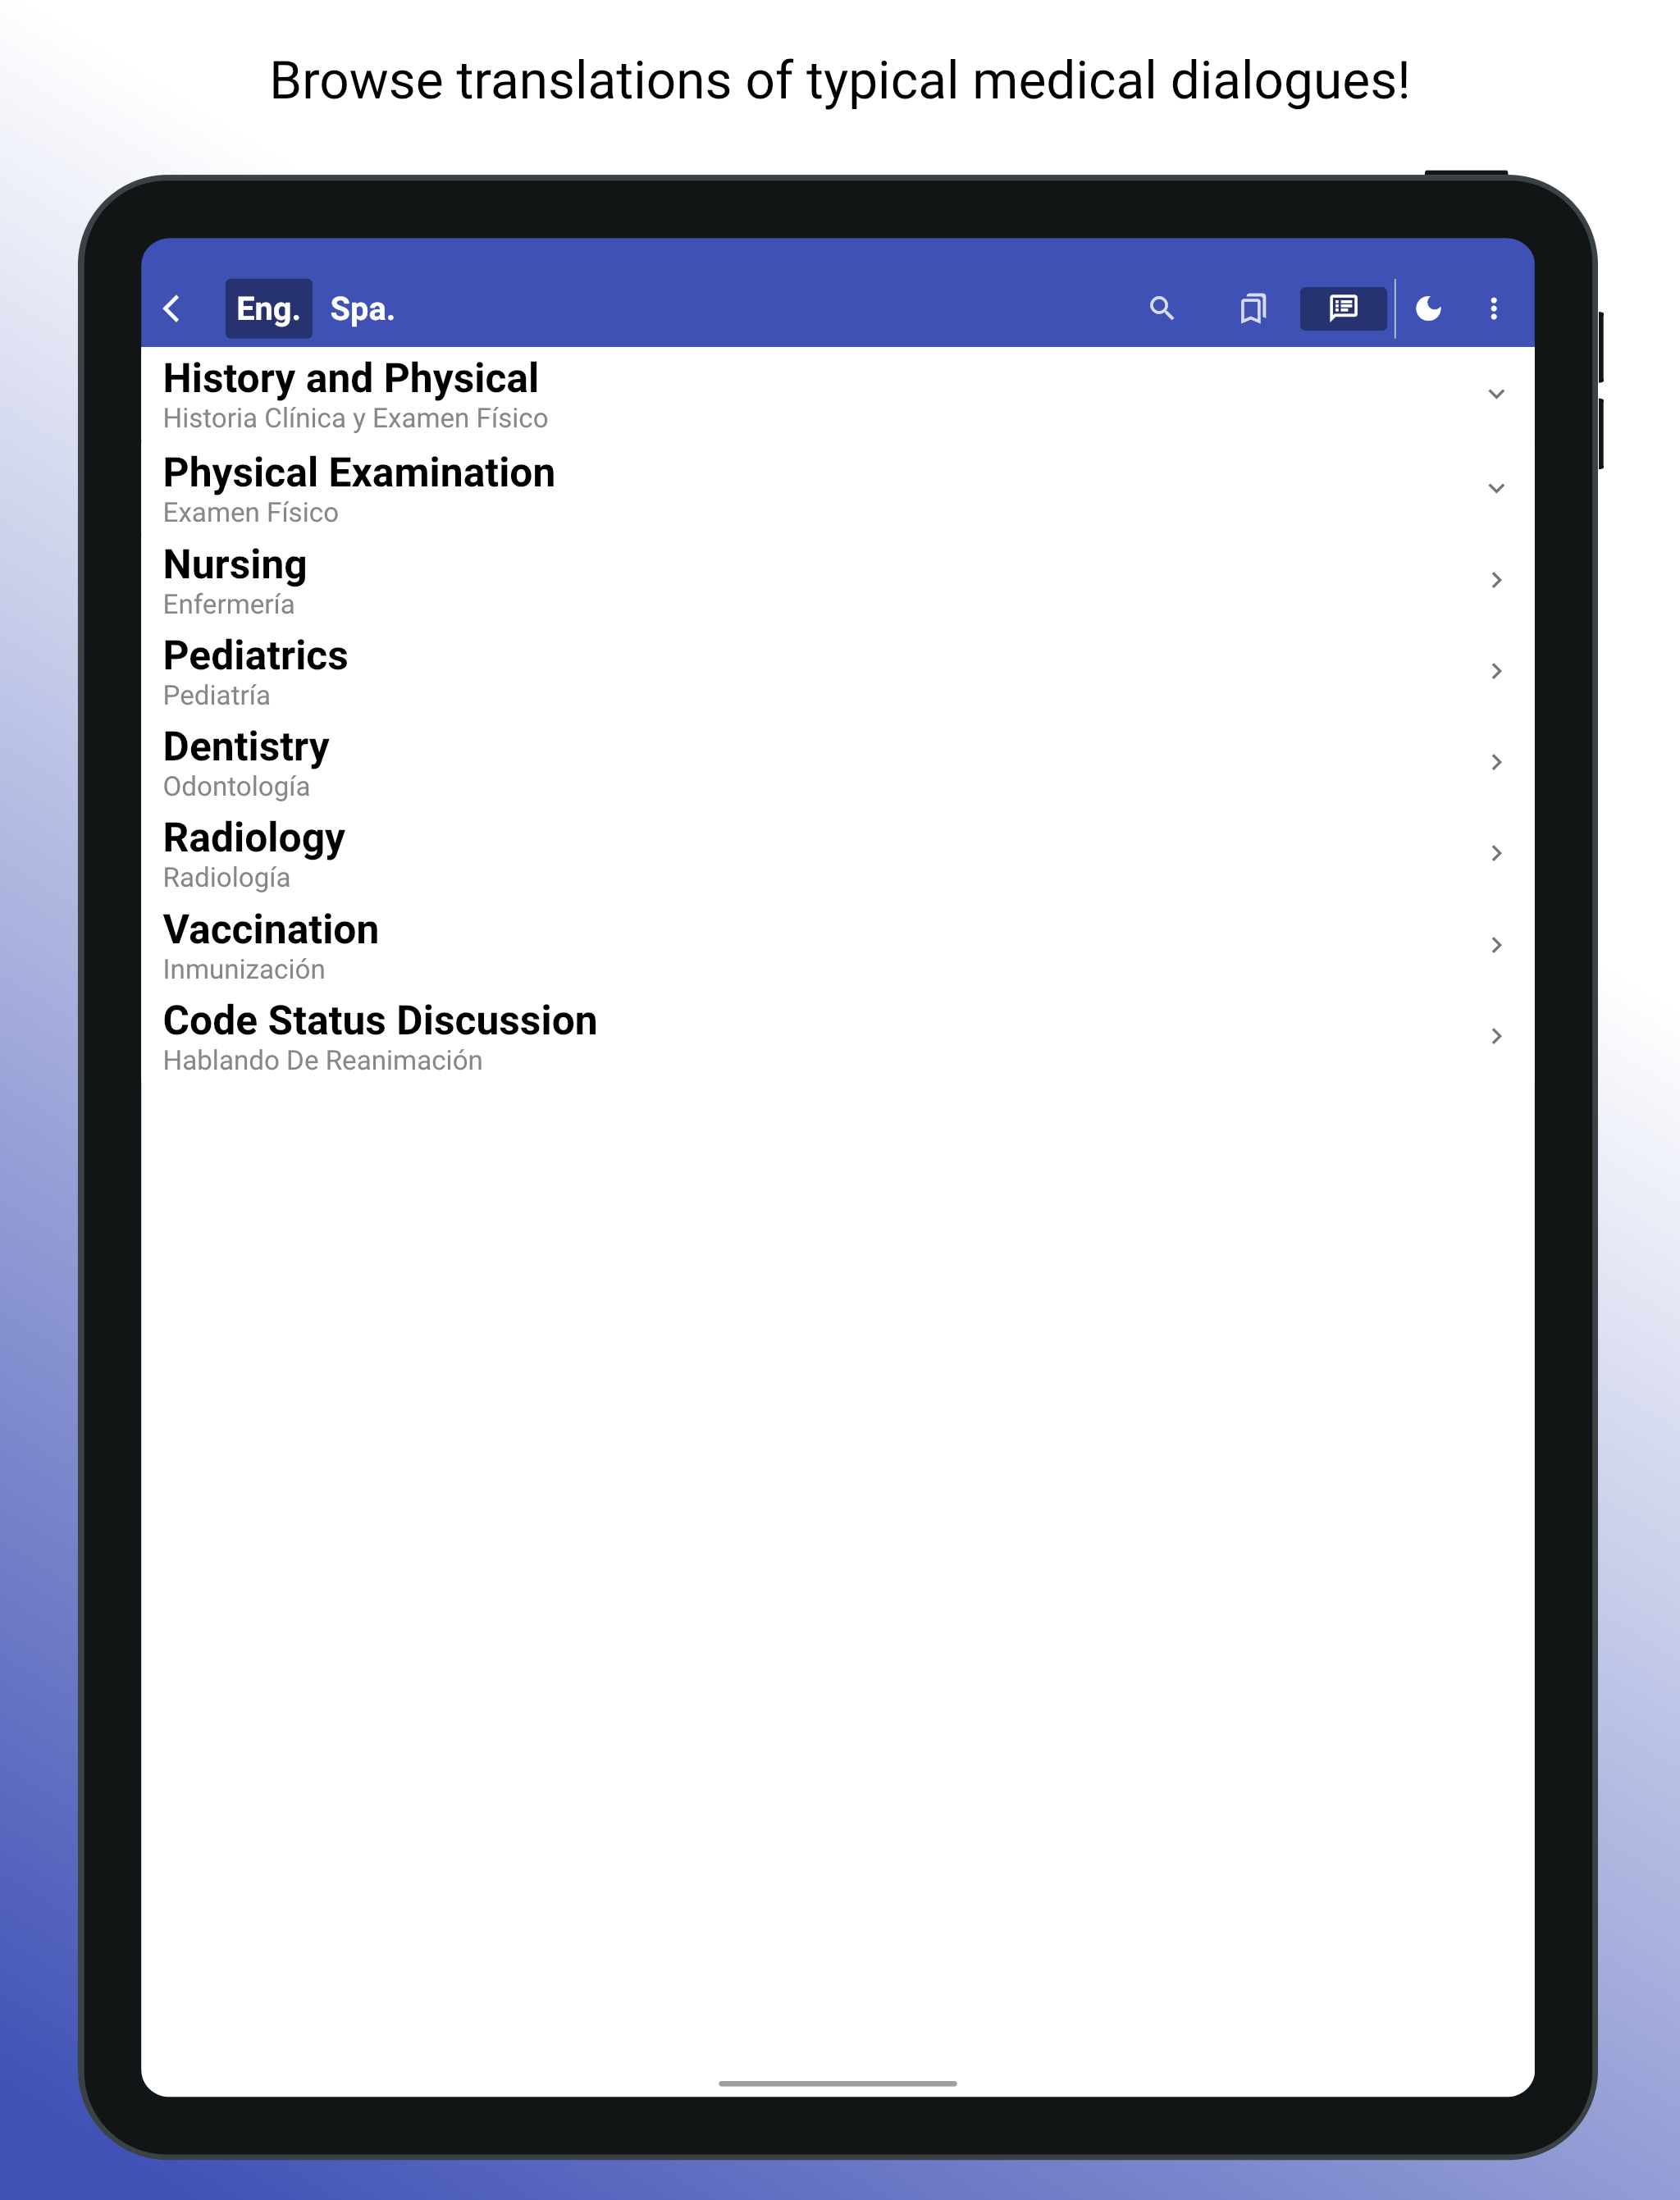 Browse translations of typical medical dialogues!
Eng. Spa.
History and Physical
Historia Clínica y Examen Físico
Physical Examination
Examen Físico
Nursing
Enfermería
Pediatrics
Pediatría
Dentistry
Odontología
Radiology
Radiología
Vaccination
Inmunización
Code Status Discussion
Hablando De Reanimación